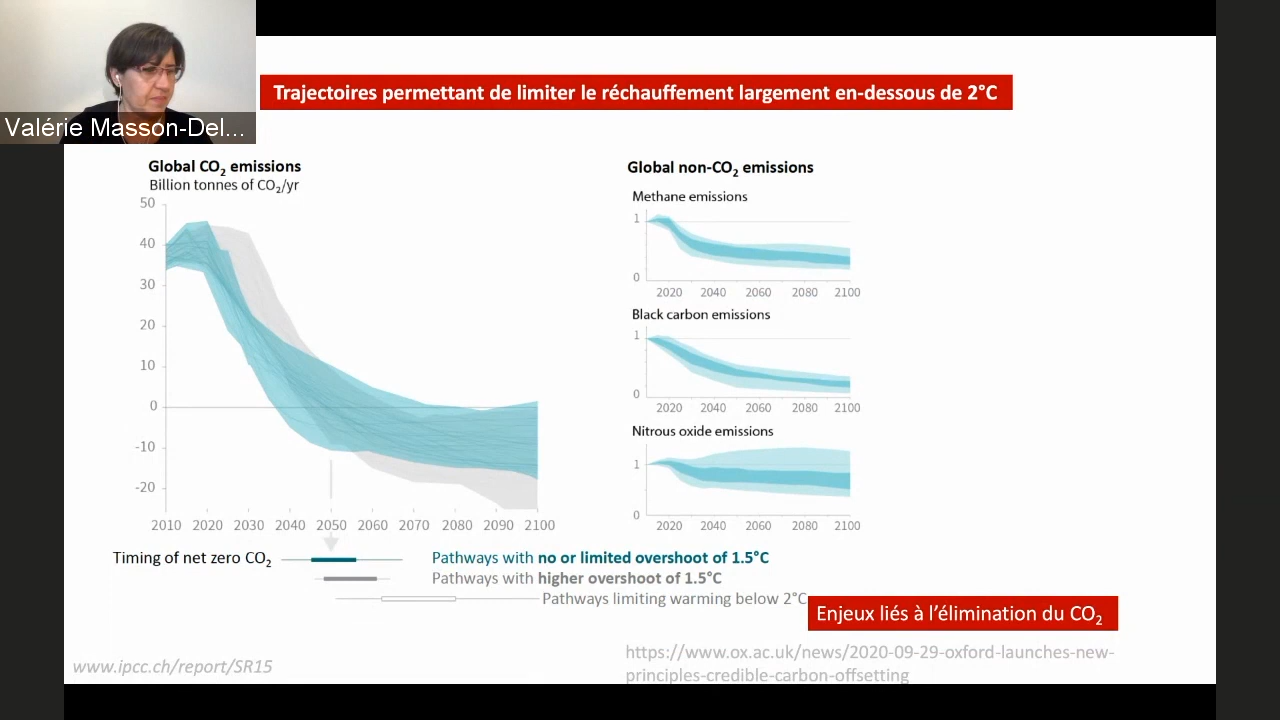 Valérie Masson-Del...
Trajectoires permettant de limiter le réchauffement largement en-dessous de 2°C
Global CO₂ emissions
Billion tonnes of CO₂/yr
50
40
30
20
10
0
-10
-20
2010 2020 2030 2040 2050 2060 2070 2080 2090 2100
Global non-CO₂ emissions
Methane emissions
1
0
2020 2040 2060 2080 2100
Black carbon emissions
1
0
2020 2040 2060 2080 2100
Nitrous oxide emissions
1
0
2020 2040 2060 2080 2100
Timing of net zero CO₂
Pathways with no or limited overshoot of 1.5°C
Pathways with higher overshoot of 1.5°C
Pathways limiting warming below 2°C
Enjeux liés à l'élimination du CO₂
www.ipcc.ch/report/SR15
https://www.ox.ac.uk/news/2020-09-29-oxford-launches-new-
principles-credible-carbon-offsetting